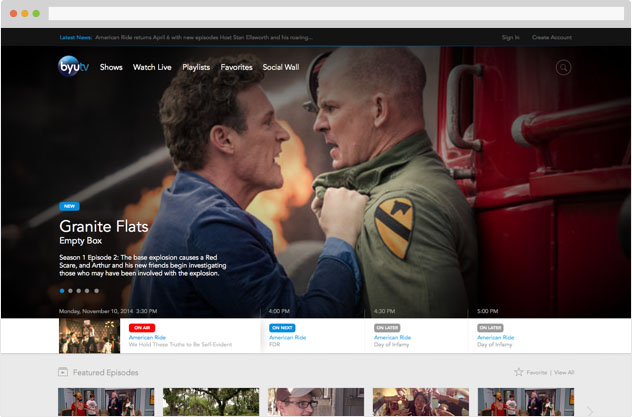 Latest News: American Ride returns April 6 with new episodes Host Stan Ellsworth and his roaring...
Sign In Create Account
byutv Shows Watch Live Playlists Favorites Social Wall
NEW
Granite Flats
Empty Box
Season 1 Episode 2: The base explosion causes a Red
Scare, and Arthur and his new friends begin investigating
those who may have been involved with the explosion.
Monday, November 10, 2014 3:30 PM 4:00 PM 4:30 PM 5:00 PM
ON AIR ON NEXT ON LATER ON LATER
American Ride American Ride American Ride American Ride
We Hold These Truths to Be Self-Evident FDR Day of Infamy Day of Infamy
Featured Episodes
Favorite | View All